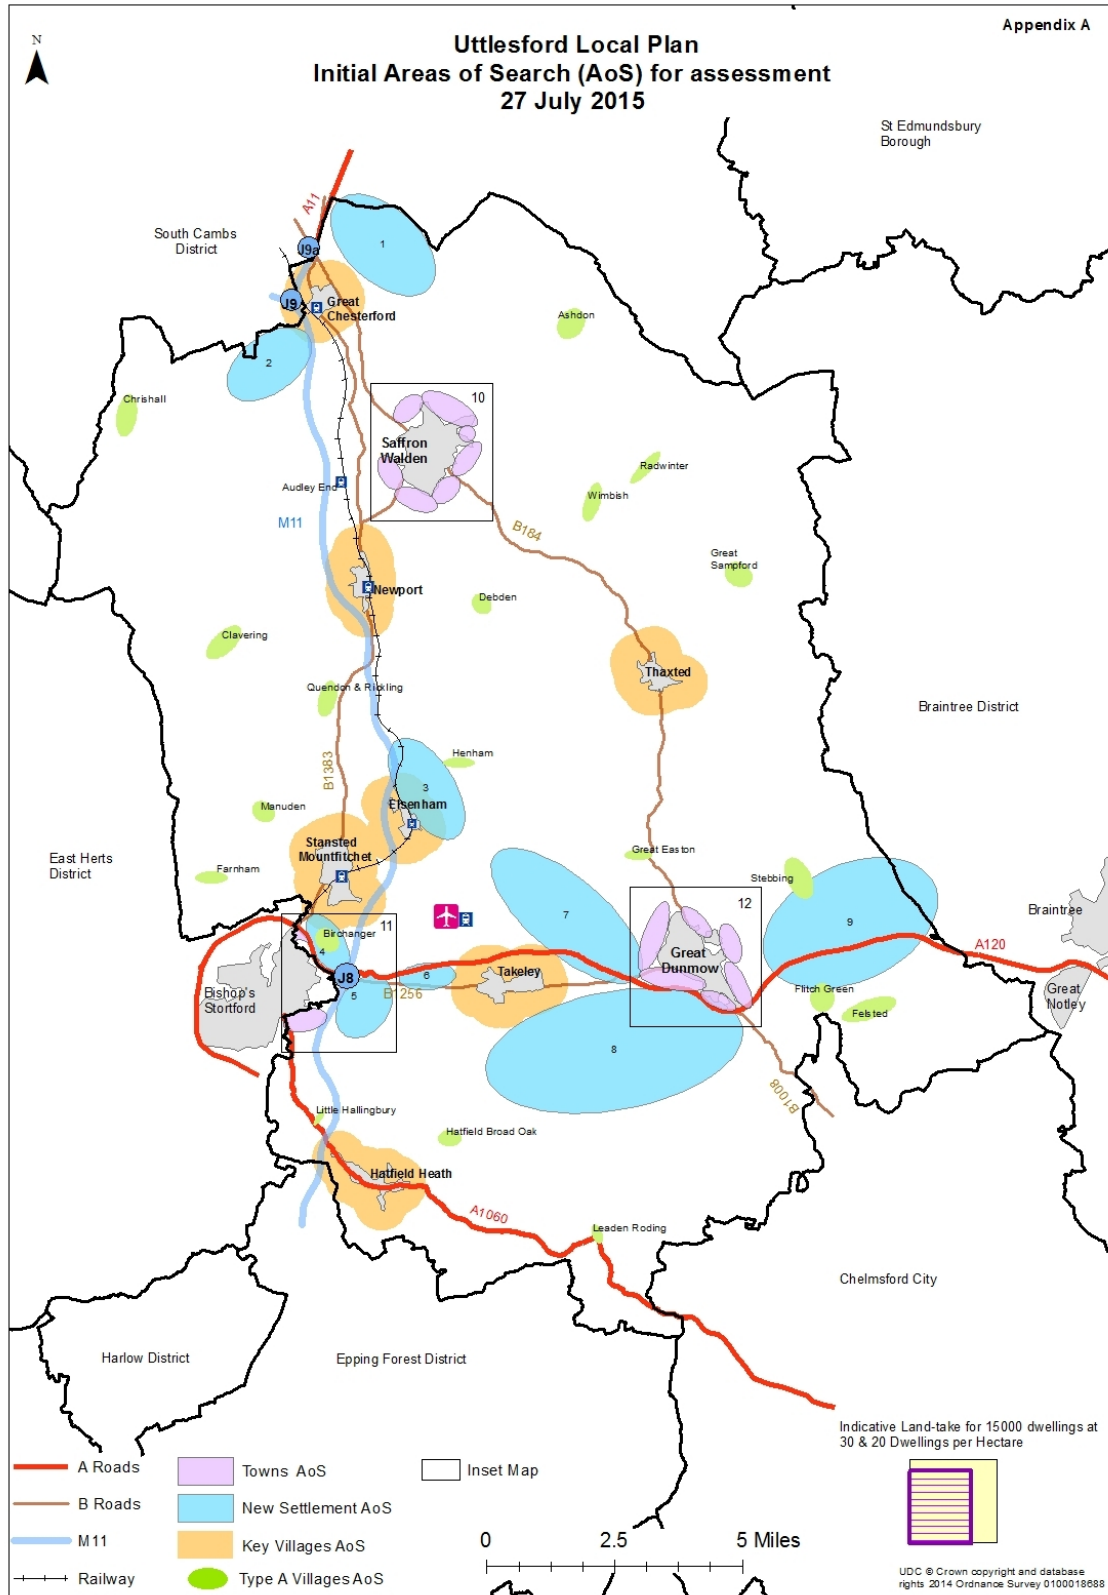 Appendix A
N
Uttlesford Local Plan
Initial Areas of Search (AoS) for assessment
27 July 2015
St Edmundsbury
Borough
A11
South Cambs
District
J9a
1
J9
Great
Chesterford
Ashdon
2
Chrishall
10
Saffron
Walden
Radwinter
Audley End
Wimbish
M11
B184
Great
Sampford
Newport
Debden
Clavering
Thaxted
Quendon & Rickling
Braintree District
B1383
Henham
3
Elsenham
Manuden
Stansted
Mountfitchet
Great Easton
East Herts
District
Farnham
Stebbing
12
7
9
Braintree
11
Birchanger
4
Great
Dunmow
A120
J8
6
Takeley
Bishop's
Stortford
5
B1256
Flitch Green
Great
Notley
Felsted
8
B1008
Little Hallingbury
Hatfield Broad Oak
Hatfield Heath
A1060
Leaden Roding
Chelmsford City
Harlow District
Epping Forest District
Indicative Land-take for 15000 dwellings at
30 & 20 Dwellings per Hectare
A Roads
Towns AoS
Inset Map
B Roads
New Settlement AoS
M11
Key Villages AoS
0 2.5 5 Miles
Railway
Type A Villages AoS
UDC © Crown copyright and database
rights 2014 Ordnance Survey 0100018688